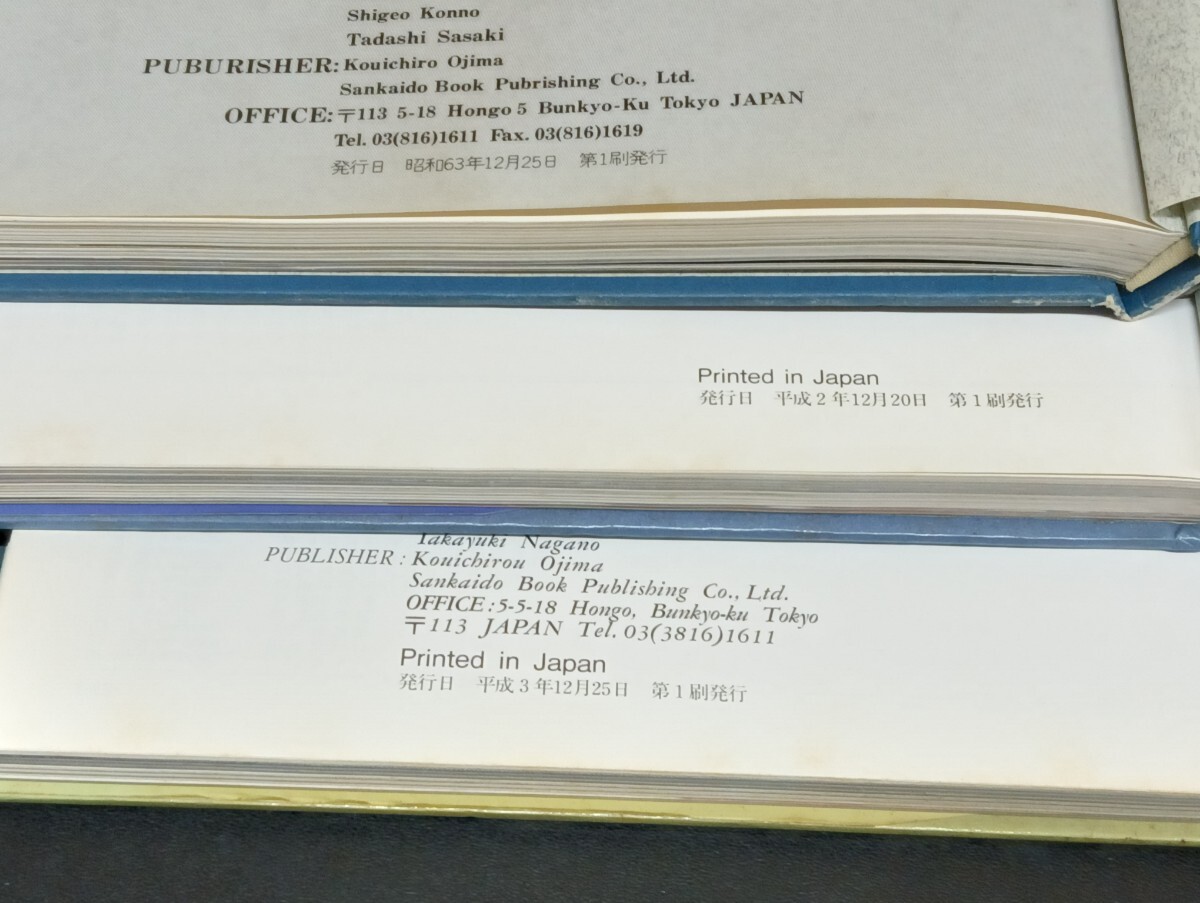 Shigeo Konno
Tadashi Sasaki
PUBURISHER: Kouichiro Ojima
Sankaido Book Pubrishing Co., Ltd.
OFFICE: 〒113 5-18 Hongo 5 Bunkyo-Ku Tokyo JAPAN
Tel. 03(816)1611 Fax. 03(816)1619
発行日 昭和63年12月25日 第1刷発行
Printed in Japan
発行日 平成2年12月20日 第1刷発行
Takayuki Nagano
PUBLISHER : Kouichirou Ojima
Sankaido Book Publishing Co., Ltd.
OFFICE : 5-5-18 Hongo, Bunkyo-ku Tokyo
〒113 JAPAN Tel. 03(3816)1611
Printed in Japan
発行日 平成3年12月25日 第1刷発行